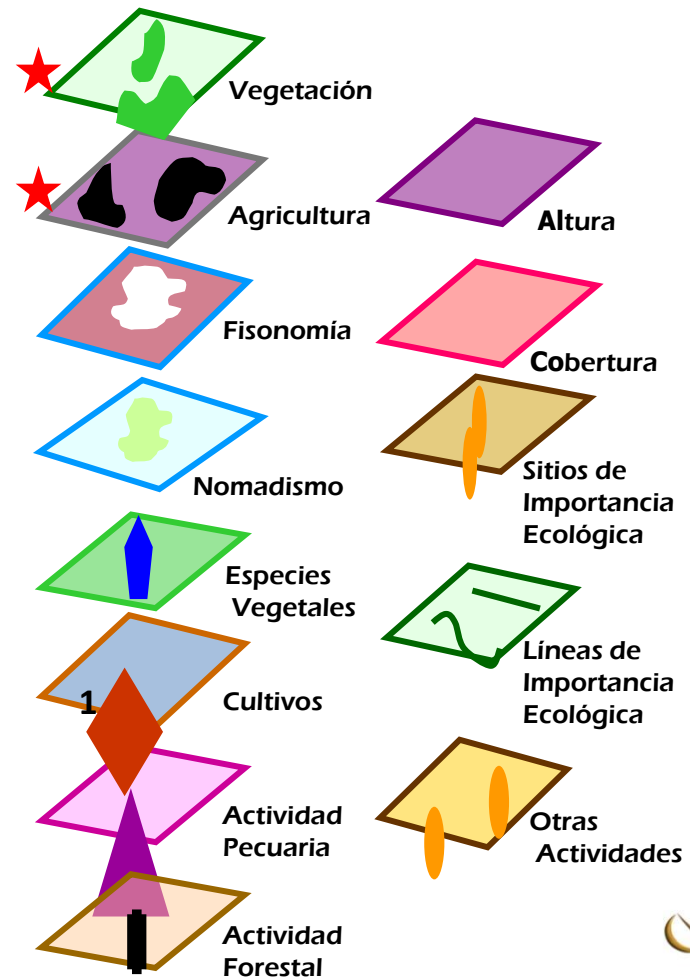 Vegetación
Agricultura
Fisonomía
Nomadismo
Especies
Vegetales
1
Cultivos
Actividad
Pecuaria
Actividad
Forestal
Altura
Cobertura
Sitios de
Importancia
Ecológica
Líneas de
Importancia
Ecológica
Otras
Actividades